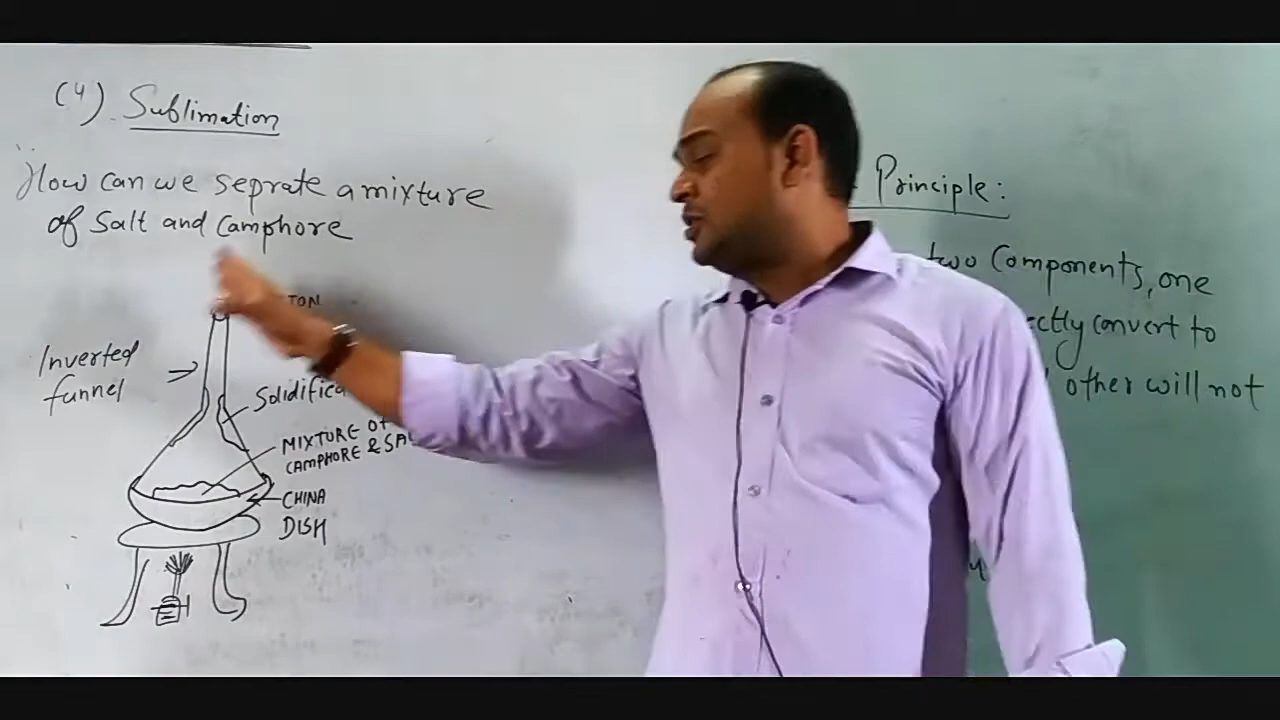 (4) Sublimation
How can we seprate a mixture
of Salt and Camphore
Inverted
funnel
MIXTURE OF
CAMPHORE &
CHINA
DISH
Principle:
two Components, one
convert to
other will not